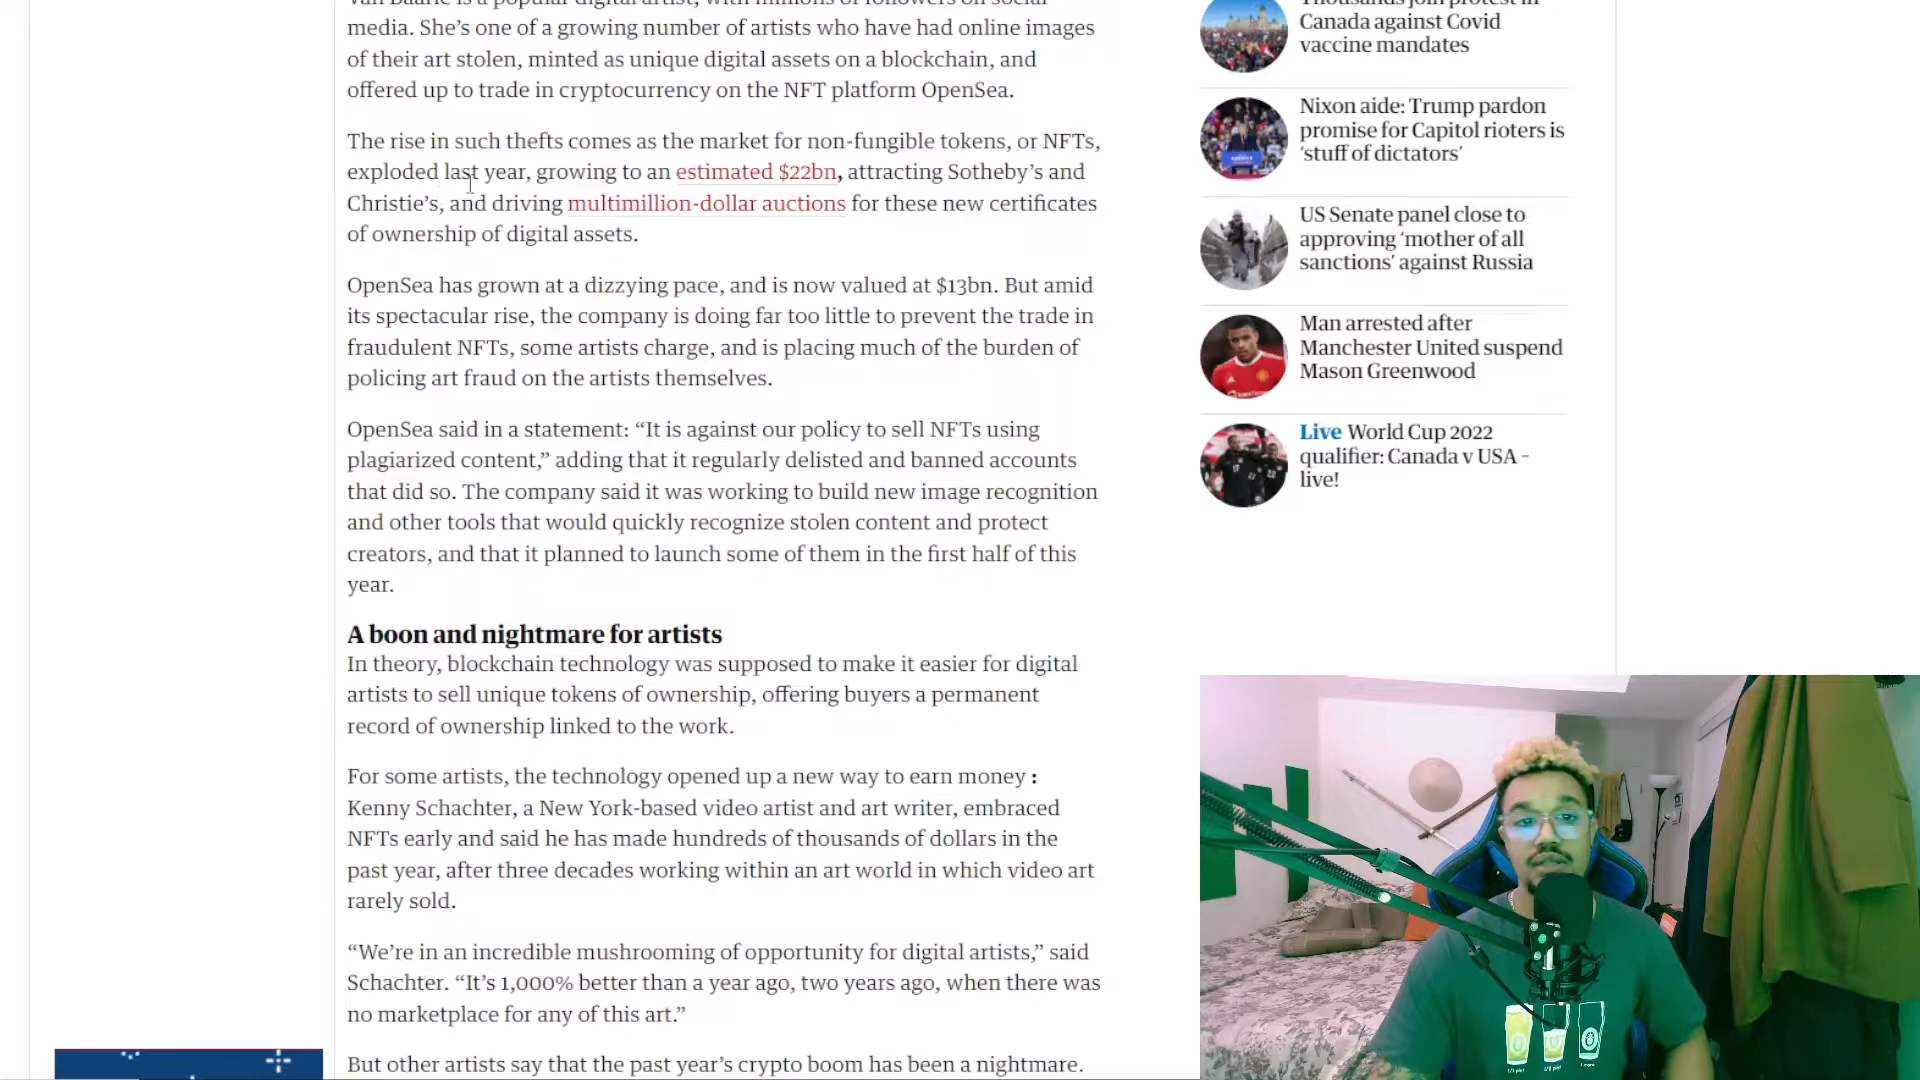 Van Baarle is a popular digital artist, with millions of followers on social
media. She’s one of a growing number of artists who have had online images
of their art stolen, minted as unique digital assets on a blockchain, and
offered up to trade in cryptocurrency on the NFT platform OpenSea.
The rise in such thefts comes as the market for non-fungible tokens, or NFTs,
exploded last year, growing to an estimated $22bn, attracting Sotheby’s and
Christie’s, and driving multimillion-dollar auctions for these new certificates
of ownership of digital assets.
OpenSea has grown at a dizzying pace, and is now valued at $13bn. But amid
its spectacular rise, the company is doing far too little to prevent the trade in
fraudulent NFTs, some artists charge, and is placing much of the burden of
policing art fraud on the artists themselves.
OpenSea said in a statement: “It is against our policy to sell NFTs using
plagiarized content,” adding that it regularly delisted and banned accounts
that did so. The company said it was working to build new image recognition
and other tools that would quickly recognize stolen content and protect
creators, and that it planned to launch some of them in the first half of this
year.
A boon and nightmare for artists
In theory, blockchain technology was supposed to make it easier for digital
artists to sell unique tokens of ownership, offering buyers a permanent
record of ownership linked to the work.
For some artists, the technology opened up a new way to earn money :
Kenny Schachter, a New York-based video artist and art writer, embraced
NFTs early and said he has made hundreds of thousands of dollars in the
past year, after three decades working within an art world in which video art
rarely sold.
“We’re in an incredible mushrooming of opportunity for digital artists,” said
Schachter. “It’s 1,000% better than a year ago, two years ago, when there was
no marketplace for any of this art.”
But other artists say that the past year’s crypto boom has been a nightmare.
Thousands join protest in
Canada against Covid
vaccine mandates
Nixon aide: Trump pardon
promise for Capitol rioters is
‘stuff of dictators’
US Senate panel close to
approving ‘mother of all
sanctions’ against Russia
Man arrested after
Manchester United suspend
Mason Greenwood
Live World Cup 2022
qualifier: Canada v USA –
live!